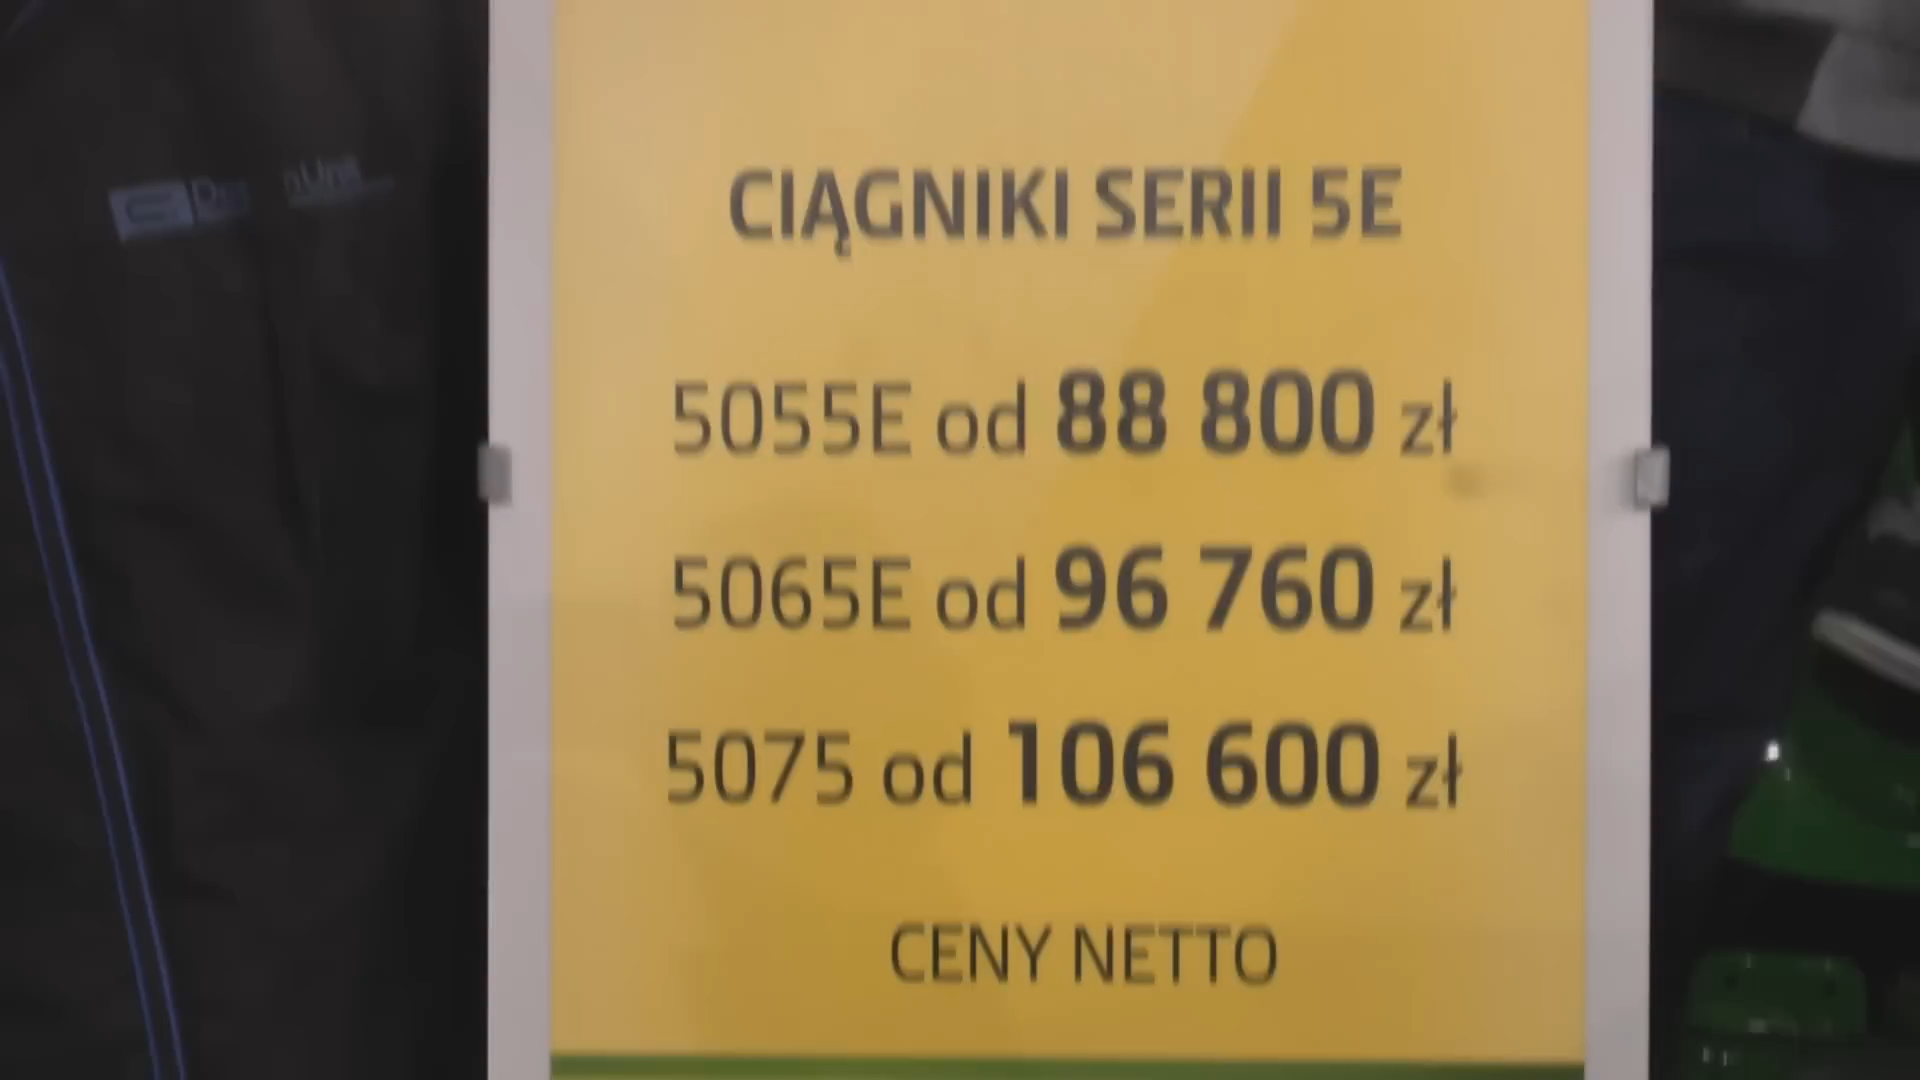 CIĄGNIKI SERII 5E
5055E od 88 800 zł
5065E od 96 760 zł
5075 od 106 600 zł
CENY NETTO